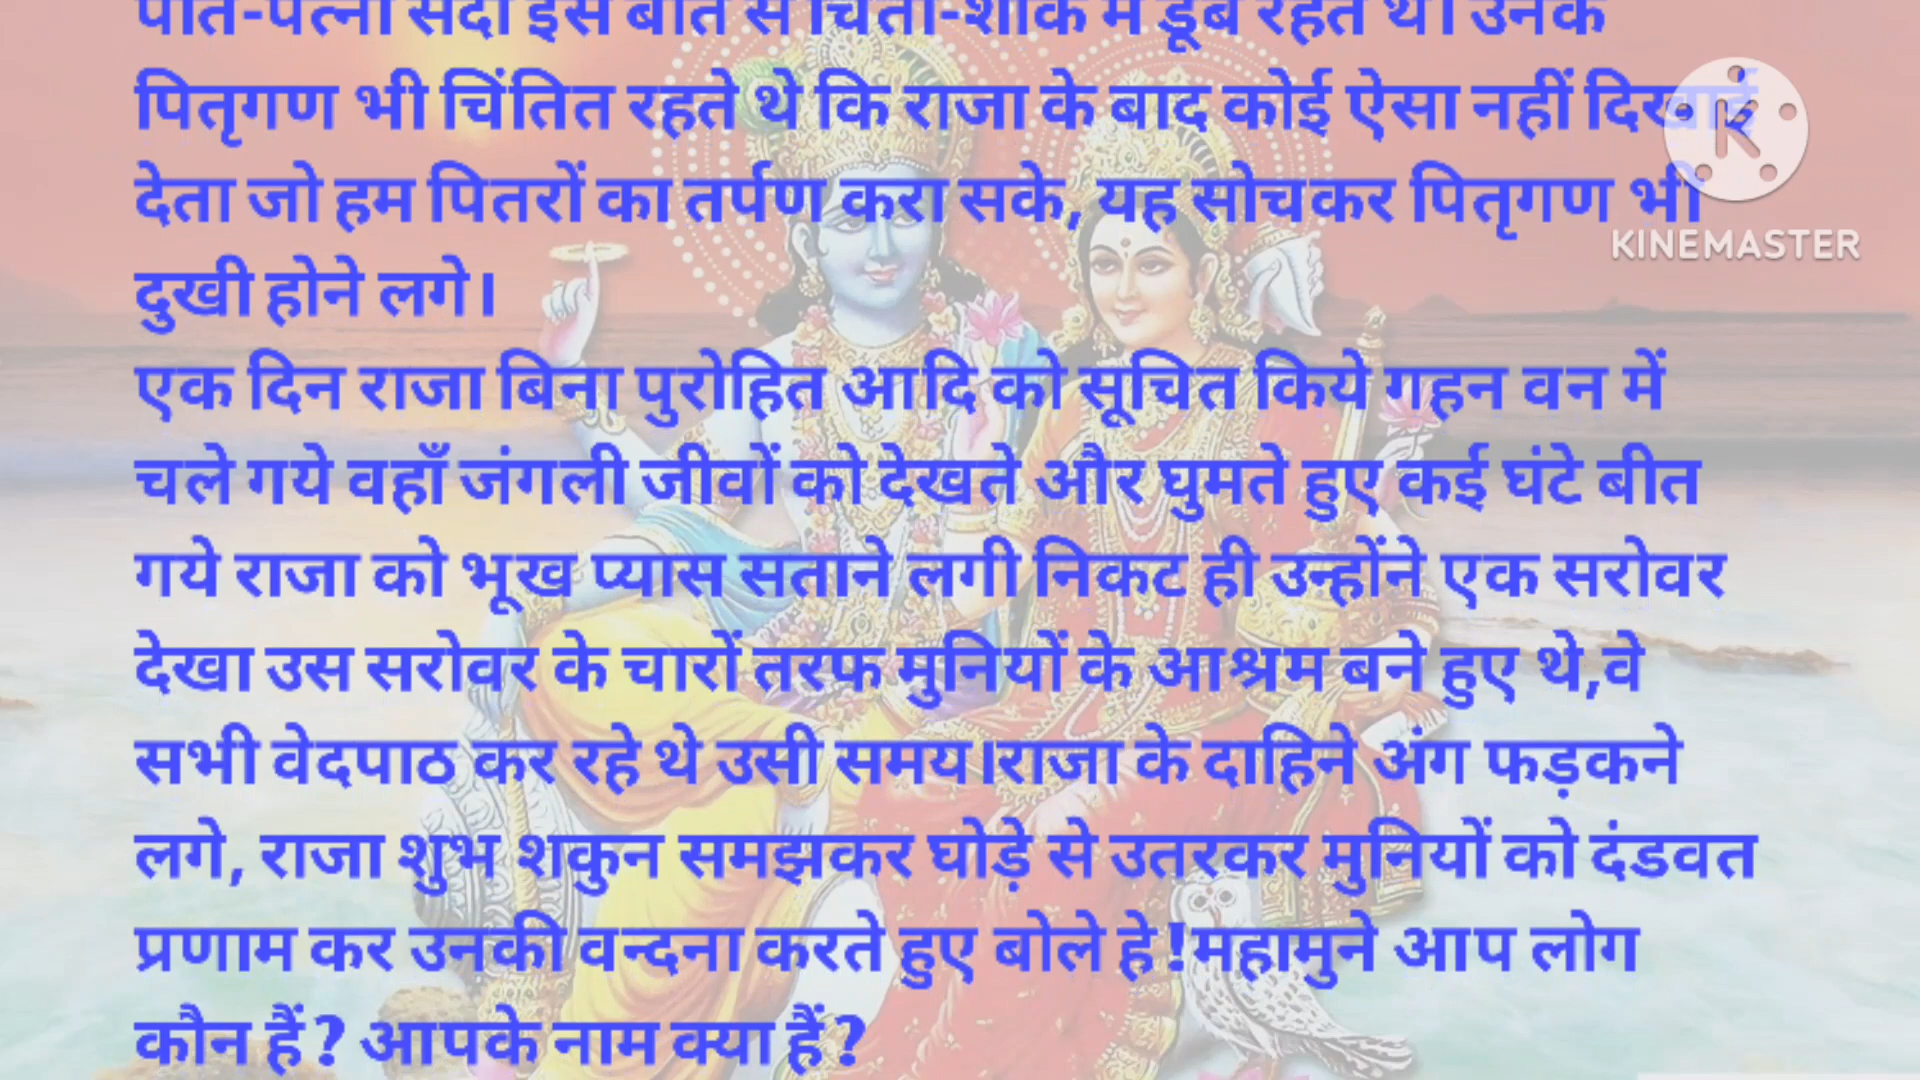 पति-पत्नी सदा इस बात से चिंता-शोक में डूबे रहते थे। उनके
पितृगण भी चिंतित रहते थे कि राजा के बाद कोई ऐसा नहीं दिखाई
देता जो हम पितरों का तर्पण करा सके, यह सोचकर पितृगण भी
KINEMASTER
दुखी होने लगे।
एक दिन राजा बिना पुरोहित आदि को सूचित किये गहन वन में
चले गये वहाँ जंगली जीवों को देखते और घुमते हुए कई घंटे बीत
गये राजा को भूख प्यास सताने लगी निकट ही उन्होंने एक सरोवर
देखा उस सरोवर के चारों तरफ मुनियों के आश्रम बने हुए थे,वे
सभी वेदपाठ कर रहे थे उसी समय।राजा के दाहिने अंग फड़कने
लगे, राजा शुभ शकुन समझकर घोड़े से उतरकर मुनियों को दंडवत
प्रणाम कर उनकी वन्दना करते हुए बोले हे!महामुने आप लोग
कौन हैं? आपके नाम क्या हैं?